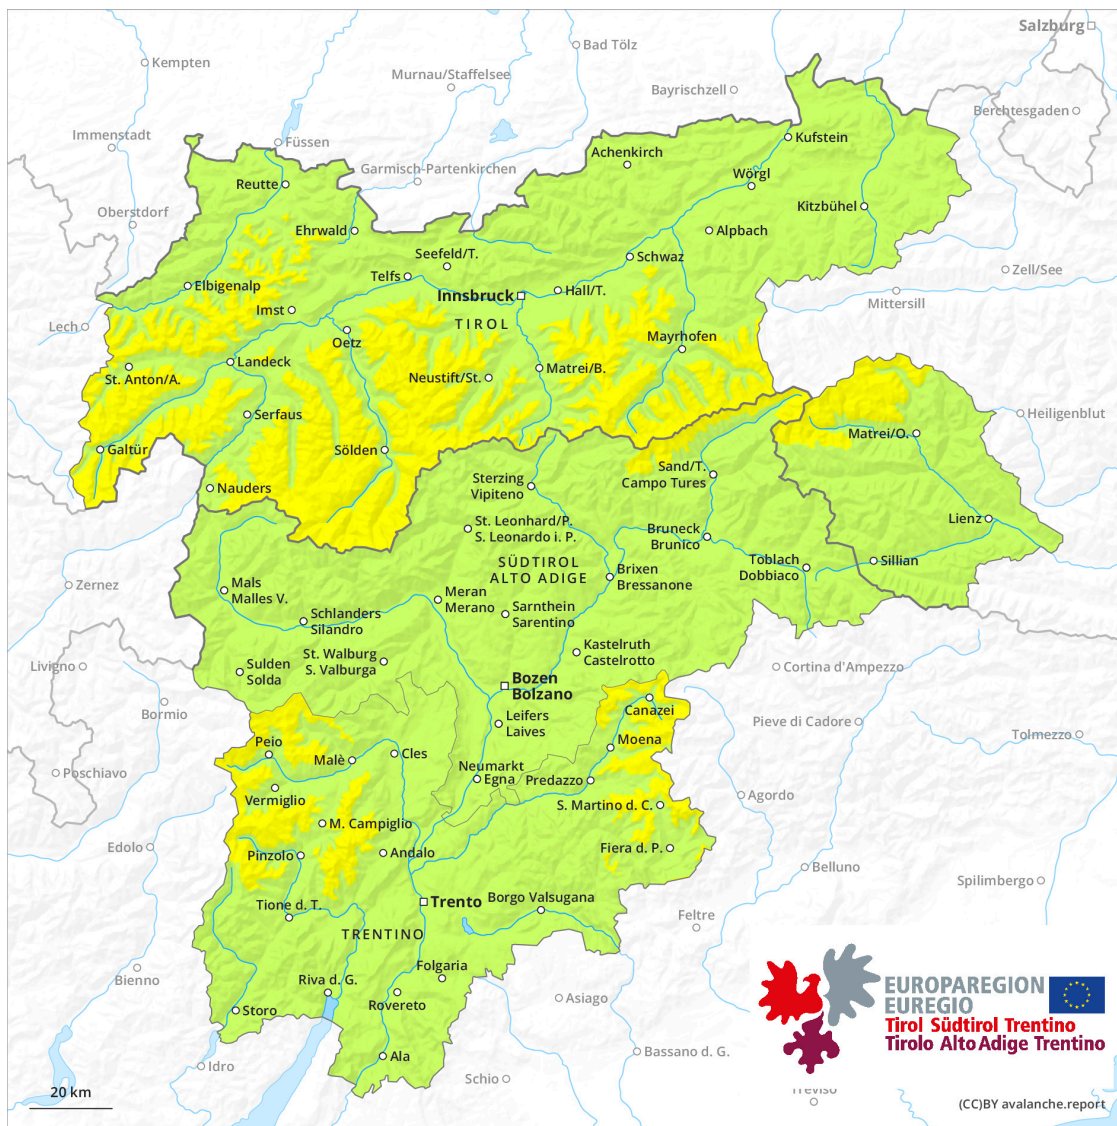 Salzburg
Bad Tölz
Kempten
Murnau/Staffelsee
Bayrischzell
Berchtesgaden
Immenstadt
Füssen
Kufstein
Achenkirch
Garmisch-Partenkirchen
Wörgl
Reutte
Oberstdorf
Kitzbühel
Ehrwald
Alpbach
Seefeld/T.
Schwaz
Zell/See
Telfs
Elbigenalp
Hall/T.
Innsbruck
Mittersill
Imst
TIROL
Lech
Oetz
Mayrhofen
Landeck
Matrei/B.
St. Anton/A.
Neustift/St.
Serfaus
Heiligenblut
Matrei/O.
Galtür
Sölden
Sand/T.
Campo Tures
Sterzing
Vipiteno
Nauders
Lienz
St. Leonhard/P.
S. Leonardo i. P.
Bruneck
Brunico
SÜDTIROL
ALTO ADIGE
Toblach
Dobbiaco
Sillian
Brixen
Bressanone
Zernez
Mals
Malles V.
Meran
Merano
Schlanders
Silandro
Sarnthein
Sarentino
Kastelruth
Castelrotto
St. Walburg
S. Valburga
Livigno
Sulden
Solda
Cortina d'Ampezzo
Bozen
Bolzano
Canazei
Bormio
Leifers
Laives
Pieve di Cadore
Tolmezzo
Peio
Moena
Malè
Cles
Poschiavo
Neumarkt
Egna
Predazzo
Vermiglio
Agordo
S. Martino d. C.
M. Campiglio
Edolo
Pinzolo
Andalo
Fiera d. P.
Belluno
Spilimbergo
Trento
Borgo Valsugana
Tione d. T.
Feltre
TRENTINO
Folgaria
Bienno
Riva d. G.
Rovereto
Asiago
Storo
EUROPAREGION
EUREGIO
Tirol Südtirol Trentino
Tirolo Alto Adige Trentino
Ala
Bassano d. G.
Idro
Schio
Treviso
20 km
(CC)BY avalanche.report